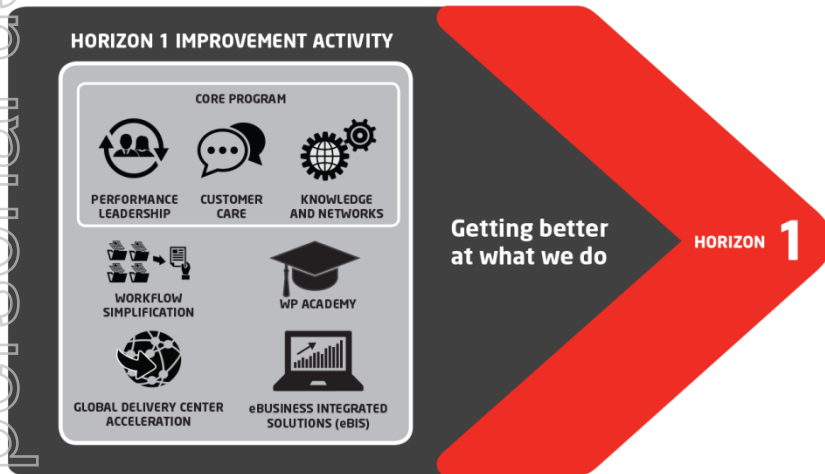 HORIZON 1 IMPROVEMENT ACTIVITY
CORE PROGRAM
PERFORMANCE
LEADERSHIP
CUSTOMER
CARE
KNOWLEDGE
AND NETWORKS
WORKFLOW
SIMPLIFICATION
WP ACADEMY
GLOBAL DELIVERY CENTER
ACCELERATION
eBUSINESS INTEGRATED
SOLUTIONS (eBIS)
Getting better
at what we do
HORIZON 1